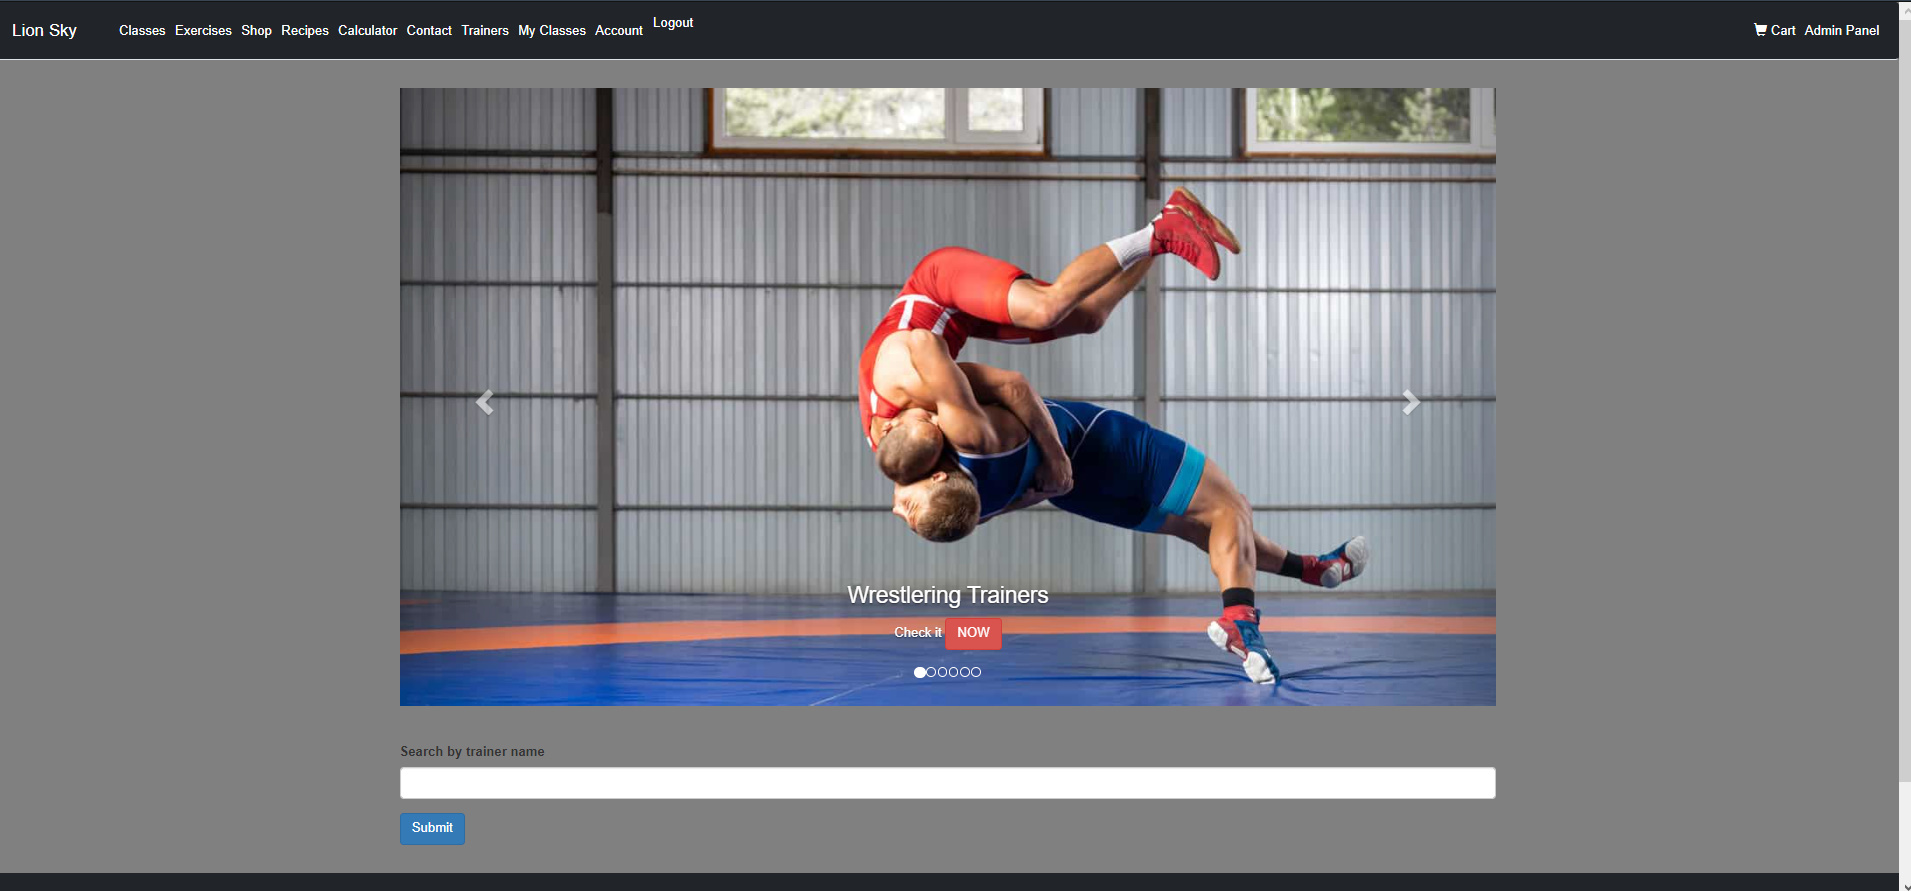 Lion Sky Classes Exercises Shop Recipes Calculator Contact Trainers My Classes Account Logout Cart Admin Panel
Wrestlering Trainers
Check it NOW
Search by trainer name
Submit